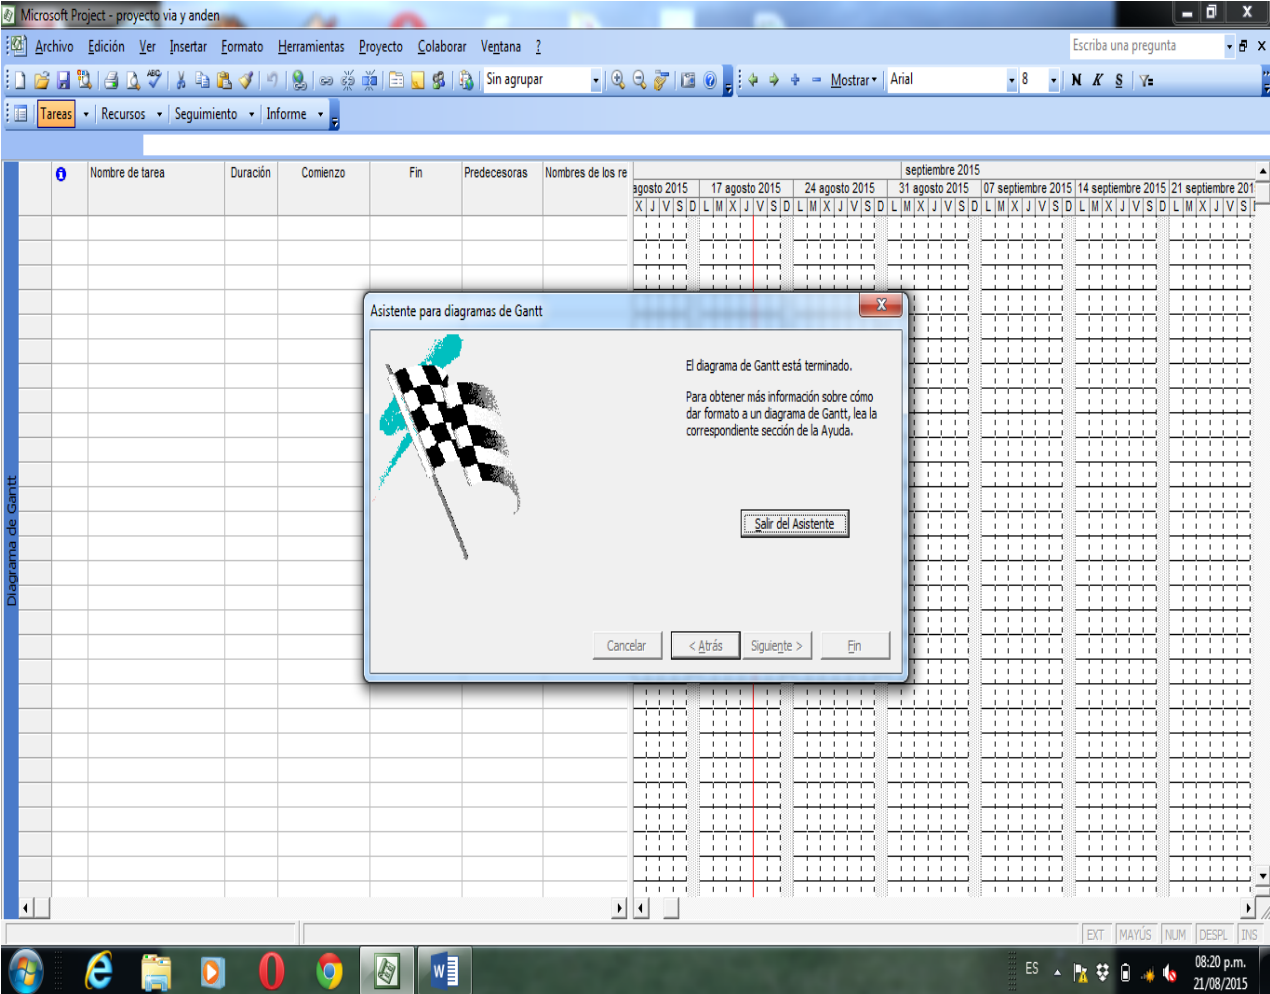 Microsoft Project - proyecto via y anden
Archivo Edición Ver Insertar Formato Herramientas Proyecto Colaborar Ventana ? Escriba una pregunta
Sin agrupar Mostrar Arial 8 N K S
Tareas Recursos Seguimiento Informe
Nombre de tarea Duración Comienzo Fin Predecesoras Nombres de los re
septiembre 2015
agosto 2015 17 agosto 2015 24 agosto 2015 31 agosto 2015 07 septiembre 2015 14 septiembre 2015 21 septiembre 201
X J V S D L M X J V S D L M X J V S D L M X J V S D L M X J V S D L M X J V S D L M X J V S
Diagrama de Gantt
Asistente para diagramas de Gantt
El diagrama de Gantt está terminado.
Para obtener más información sobre cómo
dar formato a un diagrama de Gantt, lea la
correspondiente sección de la Ayuda.
Salir del Asistente
Cancelar < Atrás Siguiente > Fin
EXT MAYÚS NUM DESPL INS
ES 08:20 p.m.
21/08/2015